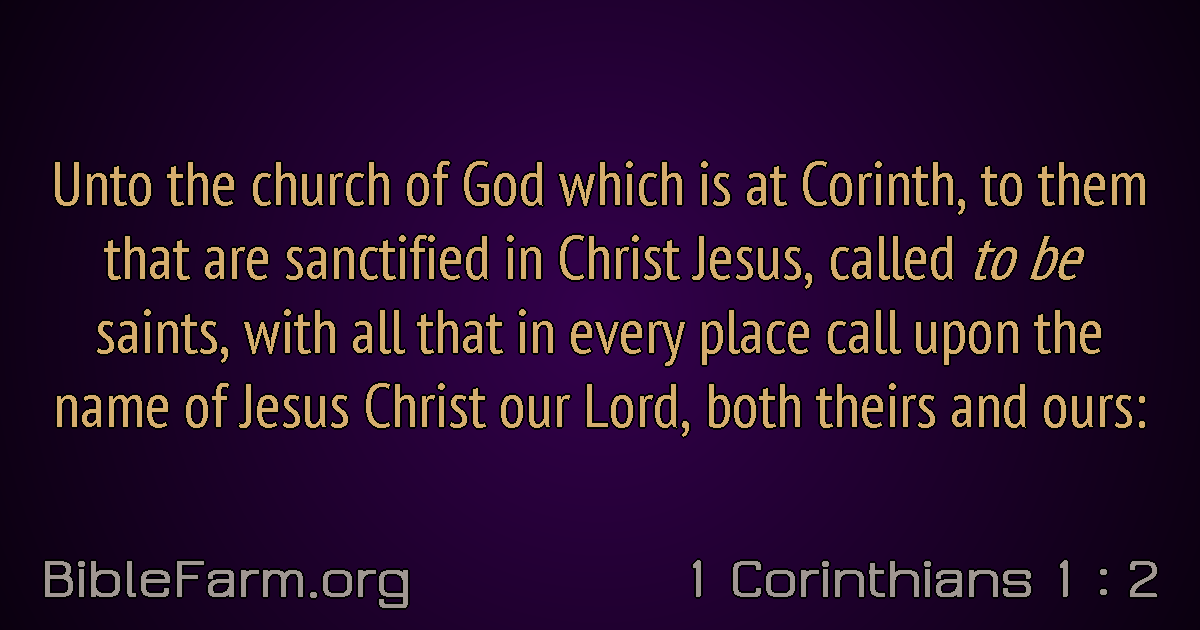 Unto the church of God which is at Corinth, to them
that are sanctified in Christ Jesus, called to be
saints, with all that in every place call upon the
name of Jesus Christ our Lord, both theirs and ours:
BibleFarm.org
1 Corinthians 1 : 2